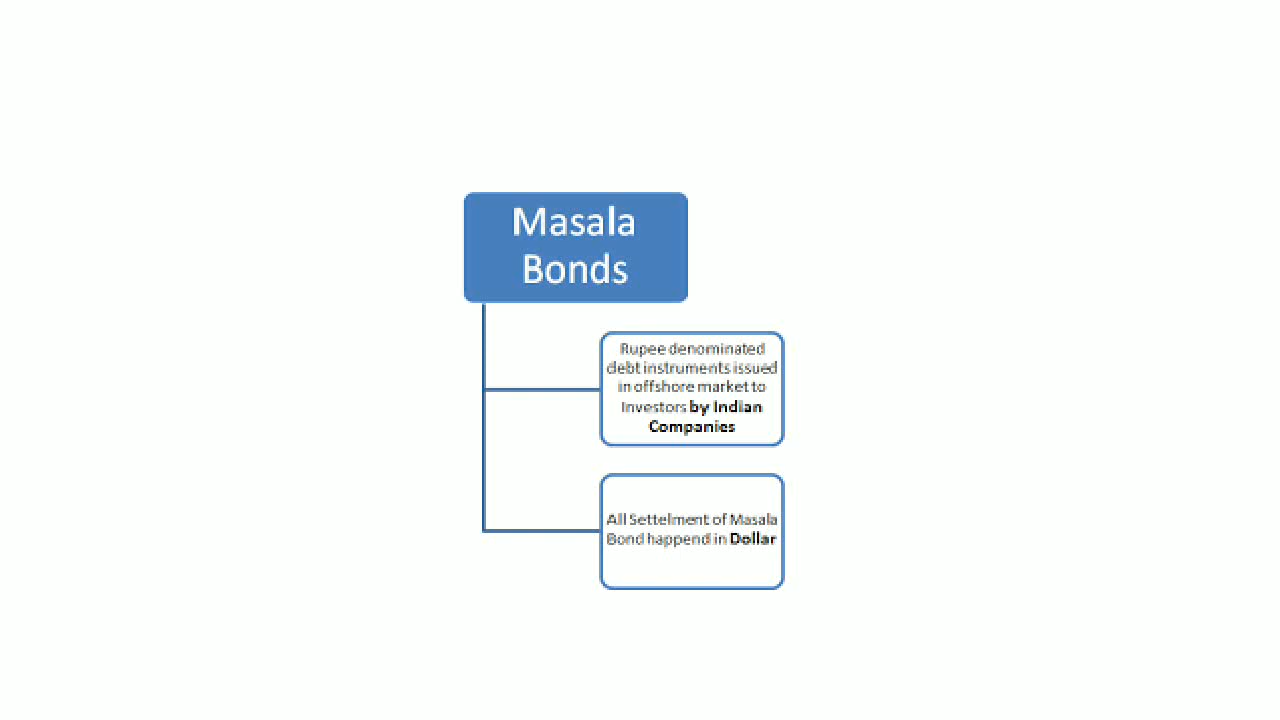 Masala
Bonds
Rupee denominated
debt instruments issued
in offshore market to
Investors by Indian
Companies
All Settelment of Masala
Bond happend in Dollar